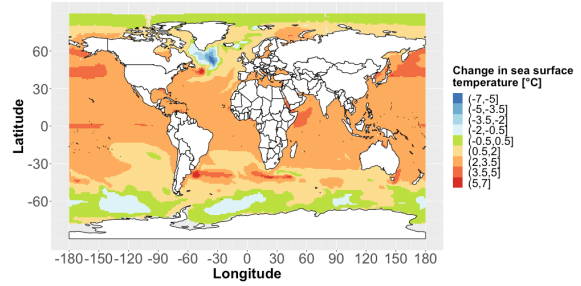 Change in sea surface
temperature [°C]
(-7,-5]
(-5,-3.5]
(-3.5,-2]
(-2,-0.5]
(-0.5,0.5]
(0.5,2]
(2,3.5]
(3.5,5]
(5,7]
Latitude
60
30
0
-30
-60
-180 -150 -120 -90 -60 -30 0 30 60 90 120 150 180
Longitude